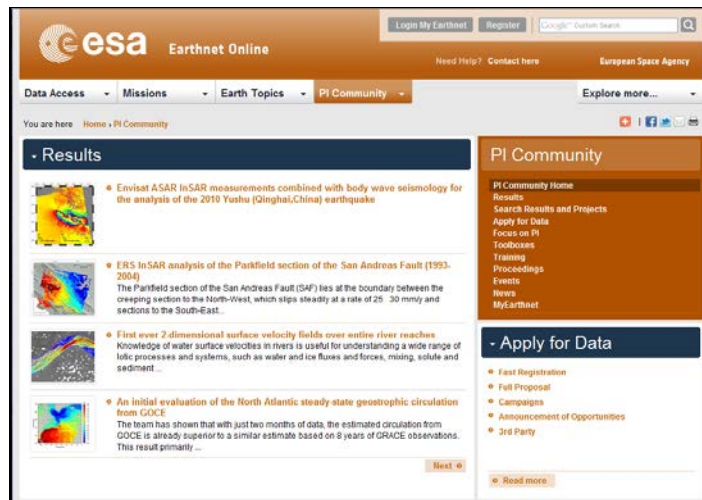 Login My Earthnet
Register
Google™ Custom Search
esa
Earthnet Online
Need Help? Contact here
European Space Agency
Data Access
Missions
Earth Topics
PI Community
Explore more...
You are here Home › PI Community
Results
Envisat ASAR InSAR measurements combined with body wave seismology for
the analysis of the 2010 Yushu (Qinghai,China) earthquake
ERS InSAR analysis of the Parkfield section of the San Andreas Fault (1993-
2004)
The Parkfield section of the San Andreas Fault (SAF) lies at the boundary between the
creeping section to the North-West, which slips steadily at a rate of 25 30 mm/y and
sections to the South-East...
First ever 2 dimensional surface velocity fields over entire river reaches
Knowledge of water surface velocities in rivers is useful for understanding a wide range of
lotic processes and systems, such as water and ice fluxes and forces, mixing, solute and
sediment ...
An initial evaluation of the North Atlantic steady state geostrophic circulation
from GOCE
The team has shown that with just two months of data, the estimated circulation from
GOCE is already superior to a similar estimate based on 8 years of GRACE observations.
This result primarily ...
Next
PI Community
PI Community Home
Results
Search Results and Projects
Apply for Data
Focus on PI
Toolboxes
Training
Proceedings
Events
News
MyEarthnet
Apply for Data
Fast Registration
Full Proposal
Campaigns
Announcement of Opportunities
3rd Party
Read more